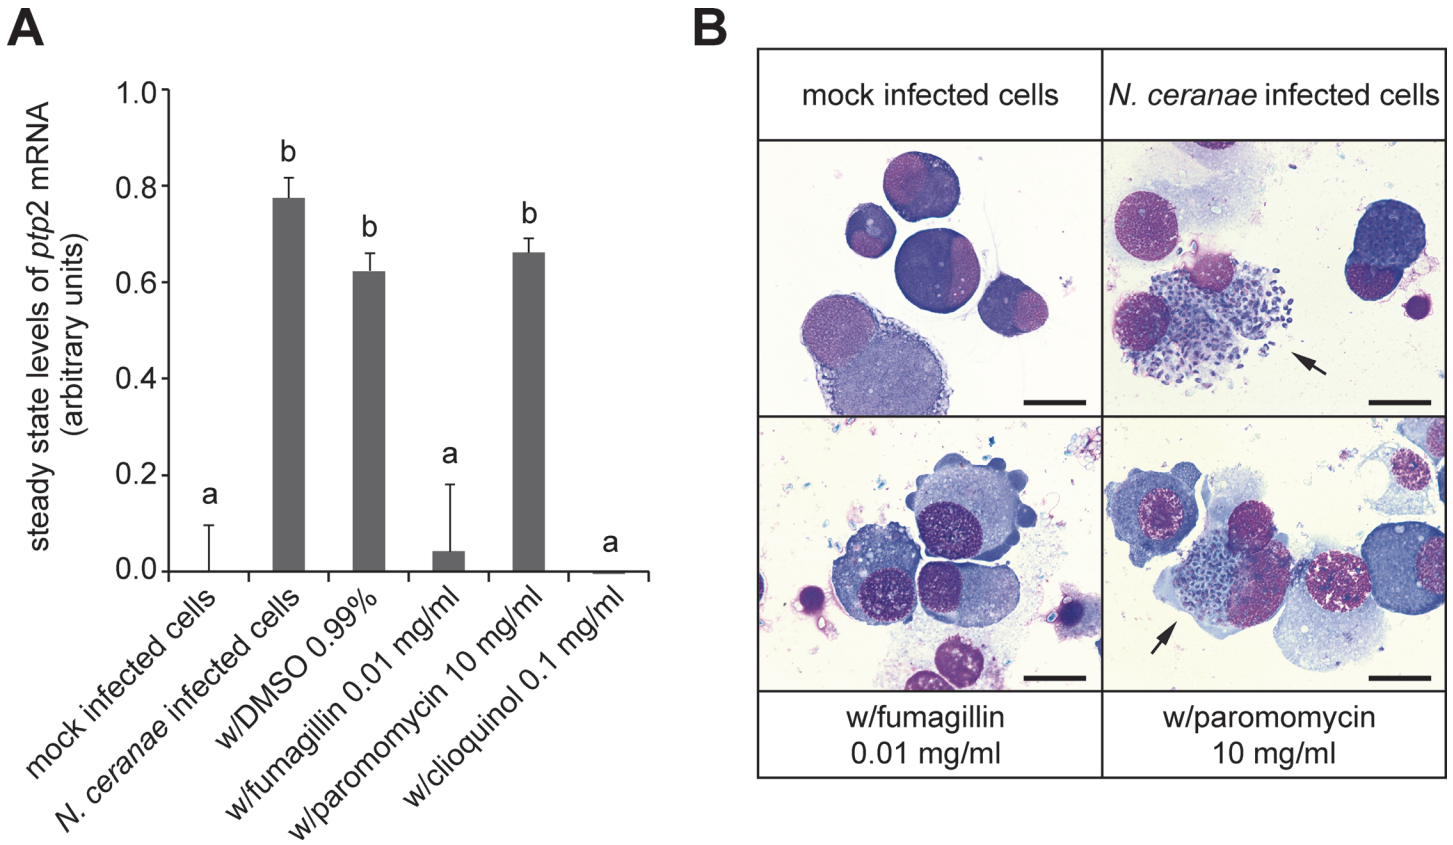 A
steady state levels of ptp2 mRNA
(arbitrary units)
1.0
0.8
0.6
0.4
0.2
0.0
a
b
b
a
b
a
mock infected cells
N. ceranae infected cells
w/DMSO 0.99%
w/fumagillin 0.01 mg/ml
w/paromomycin 10 mg/ml
w/clioquinol 0.1 mg/ml
B
mock infected cells
N. ceranae infected cells
w/fumagillin
0.01 mg/ml
w/paromomycin
10 mg/ml